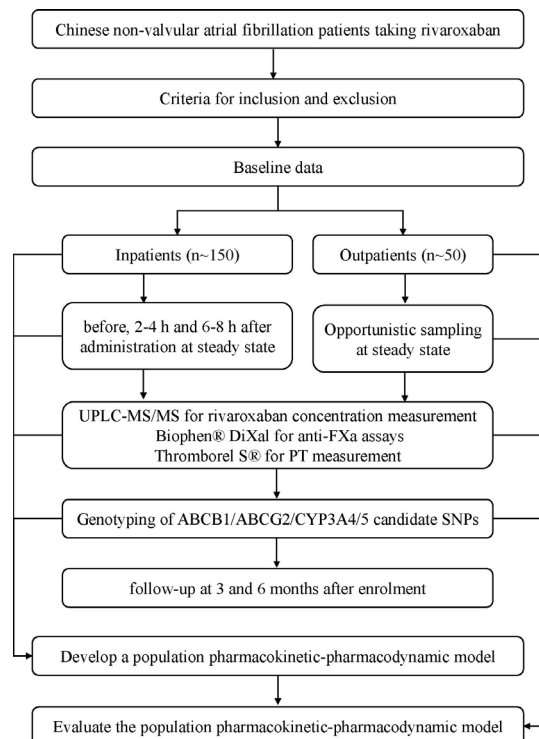 Chinese non-valvular atrial fibrillation patients taking rivaroxaban
Criteria for inclusion and exclusion
Baseline data
Inpatients (n~150)
Outpatients (n~50)
before, 2-4 h and 6-8 h after
administration at steady state
Opportunistic sampling
at steady state
UPLC-MS/MS for rivaroxaban concentration measurement
Biophen® DiXal for anti-FXa assays
Thromborel S® for PT measurement
Genotyping of ABCB1/ABCG2/CYP3A4/5 candidate SNPs
follow-up at 3 and 6 months after enrolment
Develop a population pharmacokinetic-pharmacodynamic model
Evaluate the population pharmacokinetic-pharmacodynamic model